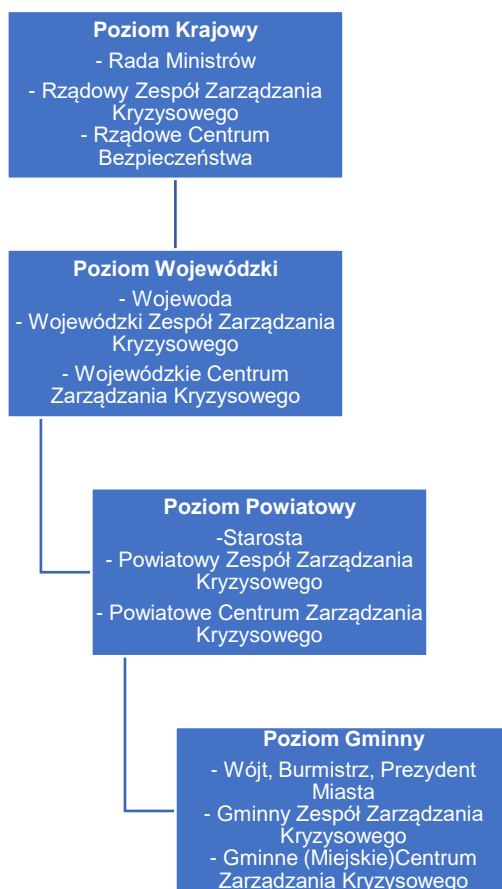 Poziom Krajowy
- Rada Ministrów
- Rządowy Zespół Zarządzania
Kryzysowego
- Rządowe Centrum
Bezpieczeństwa
Poziom Wojewódzki
- Wojewoda
- Wojewódzki Zespół Zarządzania
Kryzysowego
- Wojewódzkie Centrum
Zarządzania Kryzysowego
Poziom Powiatowy
-Starosta
- Powiatowy Zespół Zarządzania
Kryzysowego
- Powiatowe Centrum Zarządzania
Kryzysowego
Poziom Gminny
- Wójt, Burmistrz, Prezydent
Miasta
- Gminny Zespół Zarządzania
Kryzysowego
- Gminne (Miejskie)Centrum
Zarządzania Kryzysowego